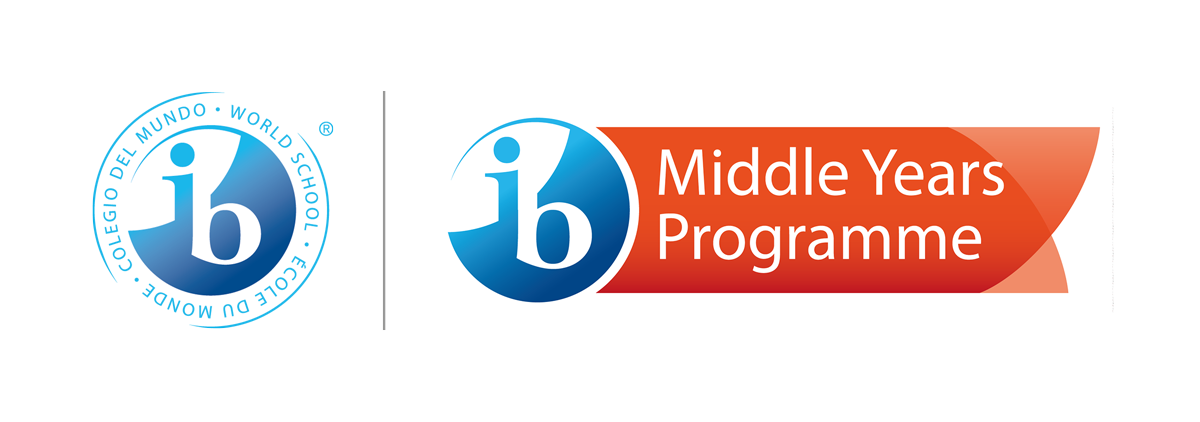 COLEGIO DEL MUNDO · WORLD SCHOOL · ÉCOLE DU MONDE ·
®
ib
ib
Middle Years
Programme